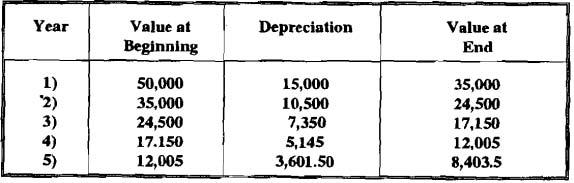 Year Value at Beginning Depreciation Value at End
1) 50,000 15,000 35,000
2) 35,000 10,500 24,500
3) 24,500 7,350 17,150
4) 17.150 5,145 12,005
5) 12,005 3,601.50 8,403.5